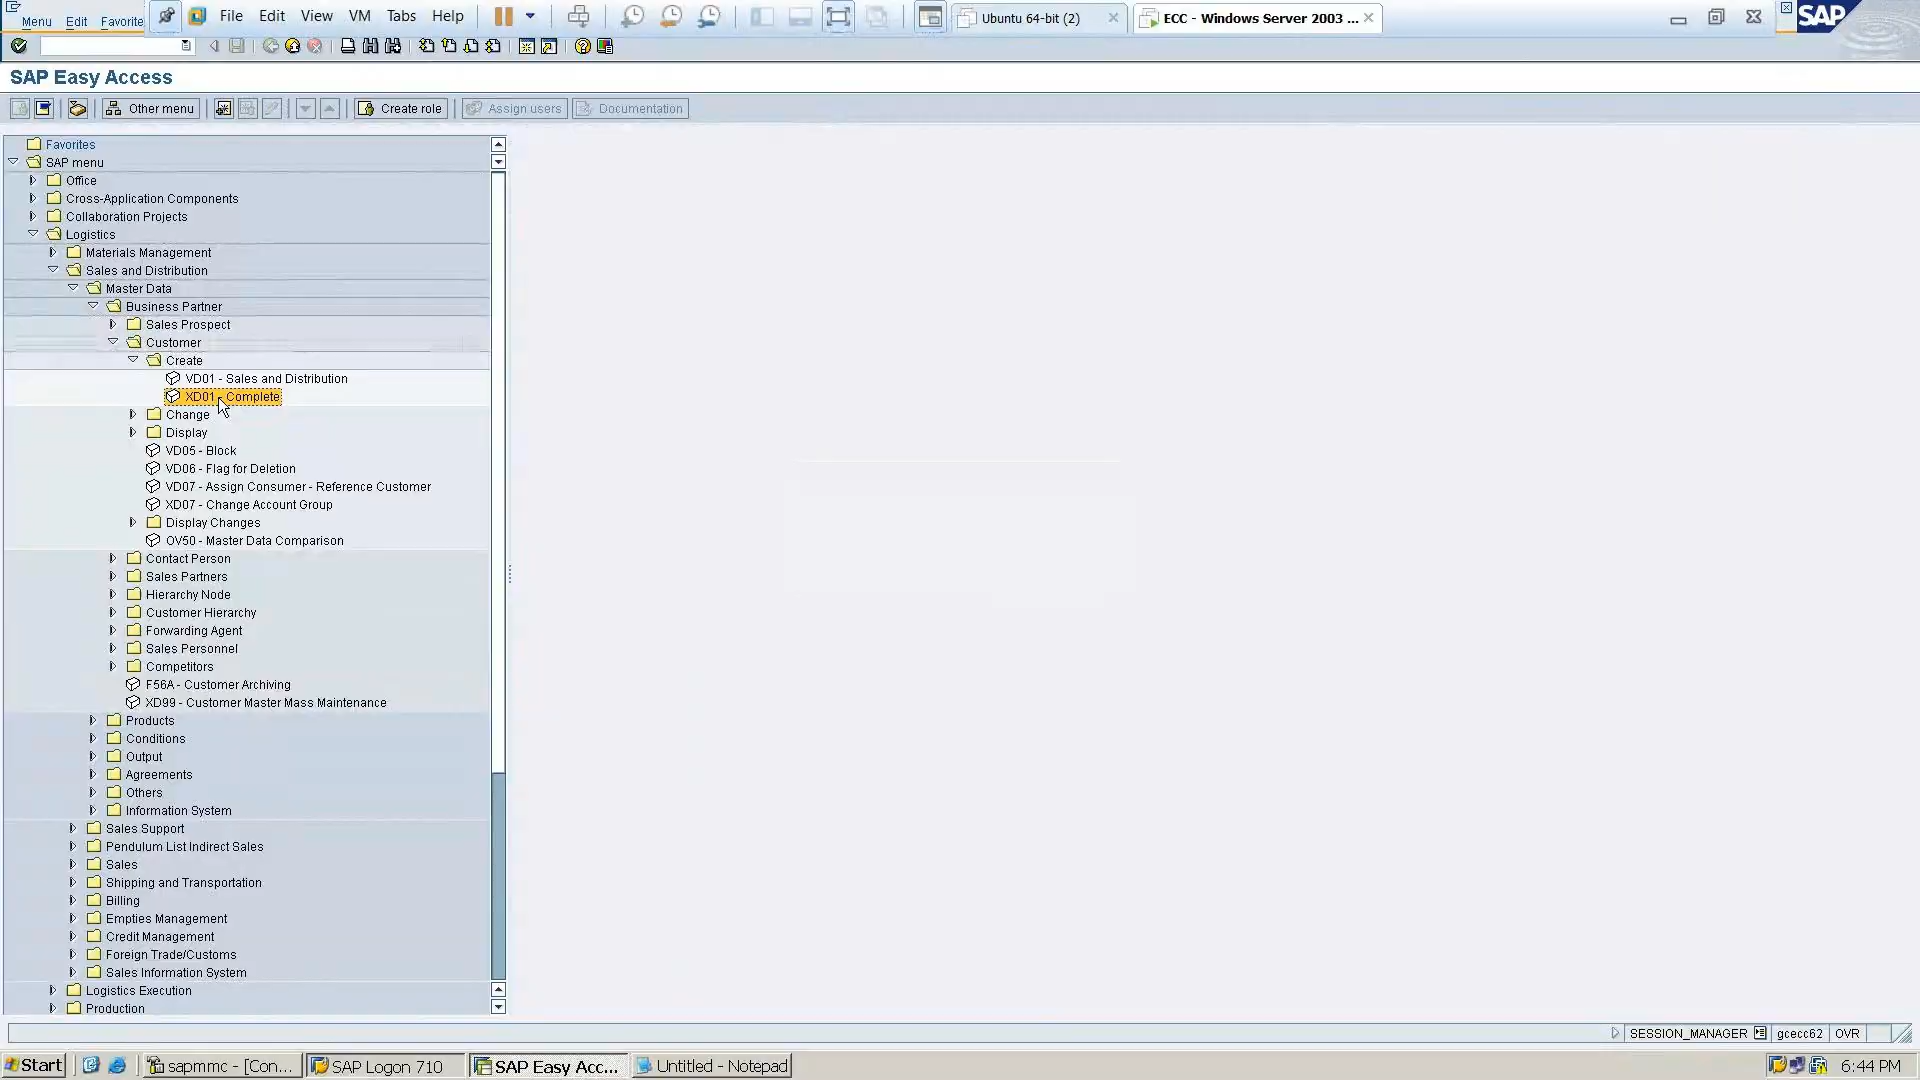 Menu Edit Favorite File Edit View VM Tabs Help Ubuntu 64-bit (2) ECC - Windows Server 2003 ... SAP
SAP Easy Access
Other menu Create role Assign users Documentation
Favorites
SAP menu
Office
Cross-Application Components
Collaboration Projects
Logistics
Materials Management
Sales and Distribution
Master Data
Business Partner
Sales Prospect
Customer
Create
VD01 - Sales and Distribution
XD01 - Complete
Change
Display
VD05 - Block
VD06 - Flag for Deletion
VD07 - Assign Consumer - Reference Customer
XD07 - Change Account Group
Display Changes
OV50 - Master Data Comparison
Contact Person
Sales Partners
Hierarchy Node
Customer Hierarchy
Forwarding Agent
Sales Personnel
Competitors
F56A - Customer Archiving
XD99 - Customer Master Mass Maintenance
Products
Conditions
Output
Agreements
Others
Information System
Sales Support
Pendulum List Indirect Sales
Sales
Shipping and Transportation
Billing
Empties Management
Credit Management
Foreign Trade/Customs
Sales Information System
Logistics Execution
Production
SESSION_MANAGER gcecc62 OVR
Start sapmmc - [Con... SAP Logon 710 SAP Easy Acc... Untitled - Notepad 6:44 PM